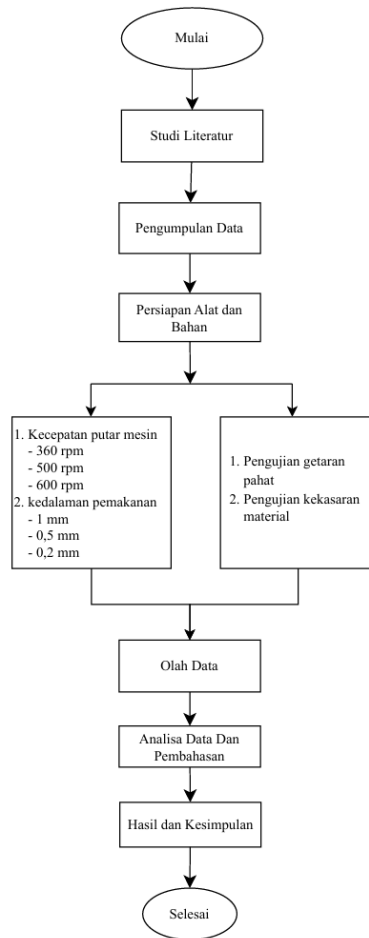 Mulai
Studi Literatur
Pengumpulan Data
Persiapan Alat dan
Bahan
1. Kecepatan putar mesin
- 360 rpm
- 500 rpm
- 600 rpm
2. kedalaman pemakanan
- 1 mm
- 0,5 mm
- 0,2 mm
1. Pengujian getaran
pahat
2. Pengujian kekasaran
material
Olah Data
Analisa Data Dan
Pembahasan
Hasil dan Kesimpulan
Selesai